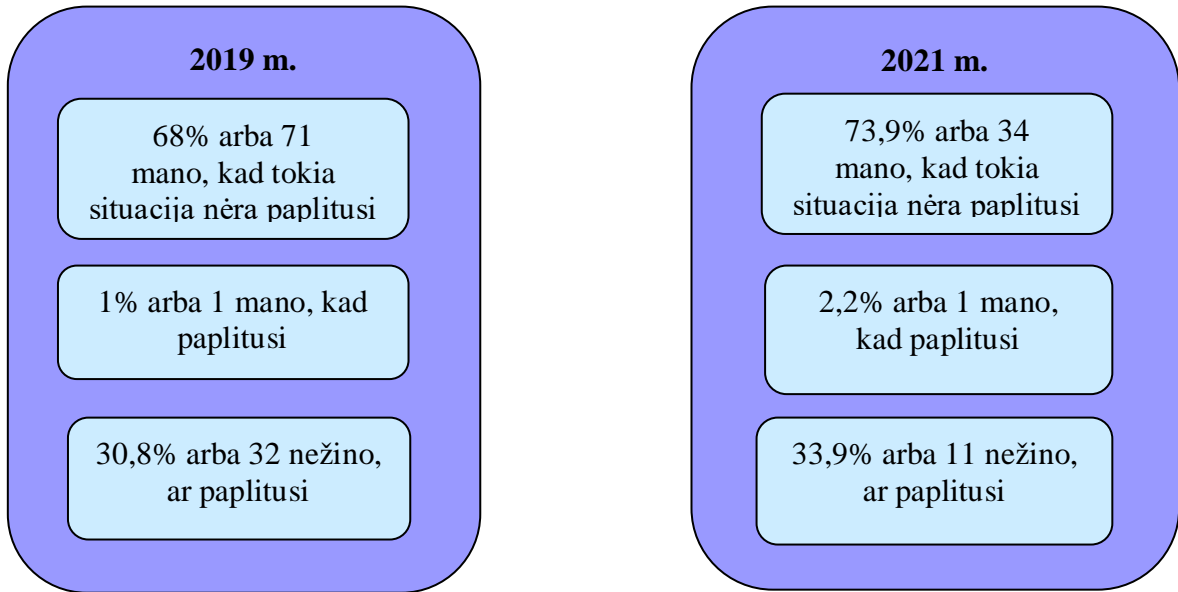 2019 m.
68% arba 71
mano, kad tokia
situacija nėra paplitusi
1% arba 1 mano, kad
paplitusi
30,8% arba 32 nežino,
ar paplitusi
2021 m.
73,9% arba 34
mano, kad tokia
situacija nėra paplitusi
2,2% arba 1 mano,
kad paplitusi
33,9% arba 11 nežino,
ar paplitusi